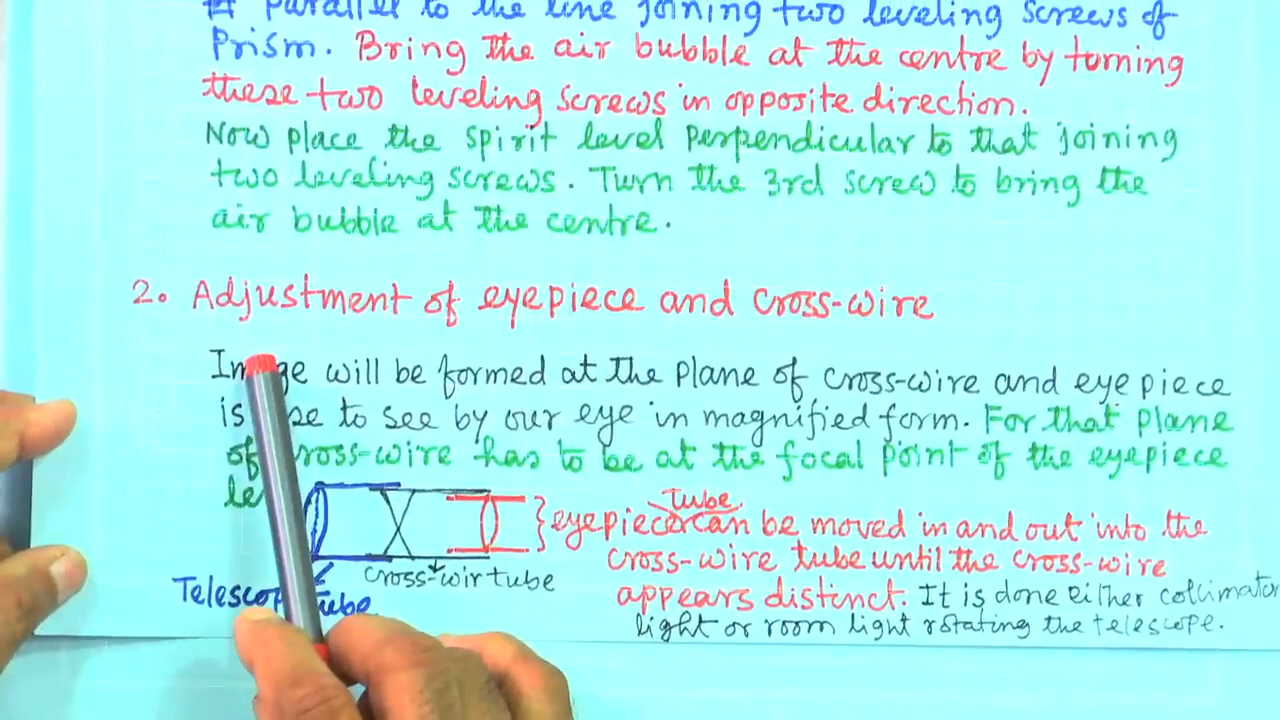 Parallel to the line joining two leveling screws of
Prism. Bring the air bubble at the centre by turning
these two leveling screws in opposite direction.
Now place the spirit level perpendicular to that joining
two leveling screws. Turn the 3rd screw to bring the
air bubble at the centre.
2. Adjustment of eyepiece and cross-wire
will be formed at the plane of cross-wire and eye piece
is to see by our eye in magnified form. For that plane
of cross-wire has to be at the focal point of the eyepiece
tube
eyepiece can be moved in and out into the
cross-wire tube until the cross-wire
appears distinct. It is done either collimator
light or room light rotating the telescope.
cross-wir tube